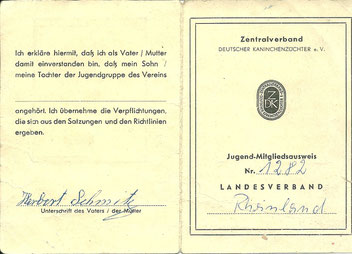 Ich erkläre hiermit, daß ich als Vater / Mutter
damit einverstanden bin, daß mein Sohn /
meine Tochter der Jugendgruppe des Vereins
angehört. Ich übernehme die Verpflichtungen,
die sich aus den Satzungen und den Richtlinien
ergeben.
Herbert Schmitz
Unterschrift des Vaters / der Mutter
Zentralverband
DEUTSCHER KANINCHENZÜCHTER e. V.
ZDK
Jugend-Mitgliedsausweis
Nr. 1282
LANDESVERBAND
Rheinland